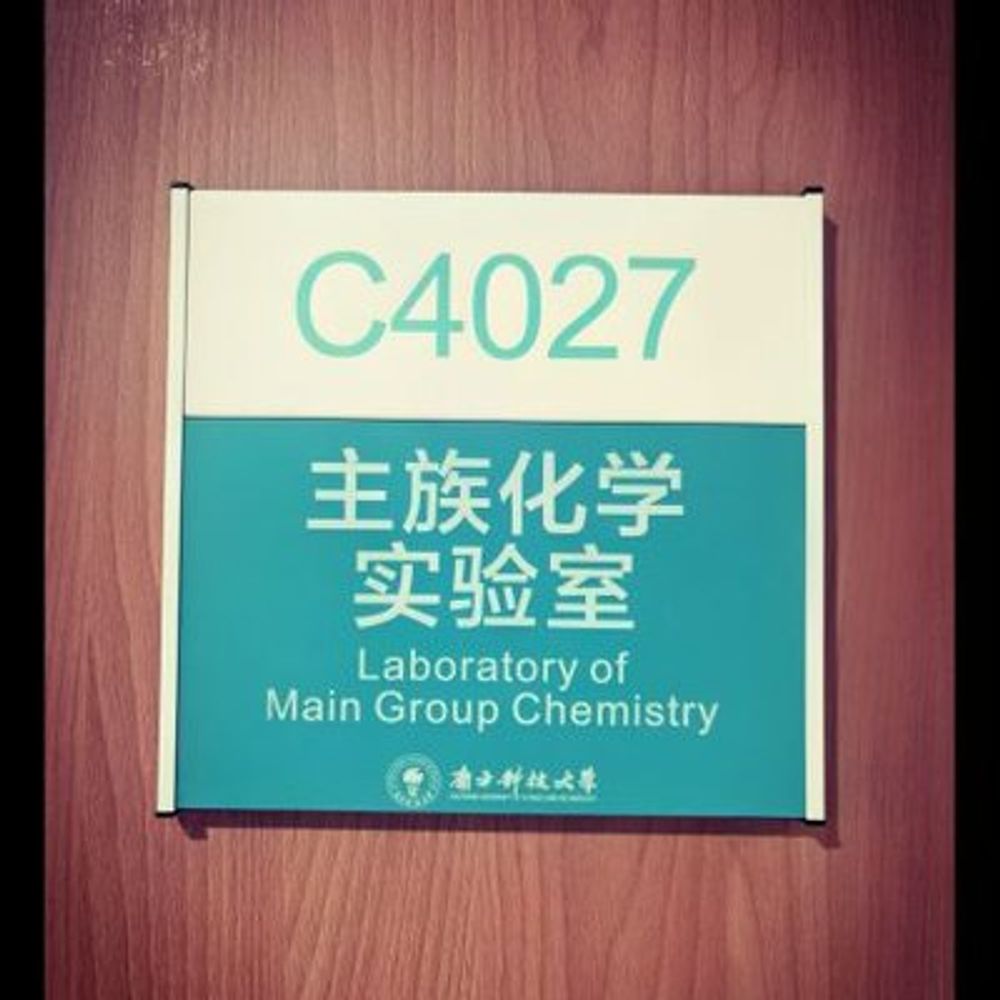 C4027
主族化学
实验室
Laboratory of
Main Group Chemistry
南方科技大学